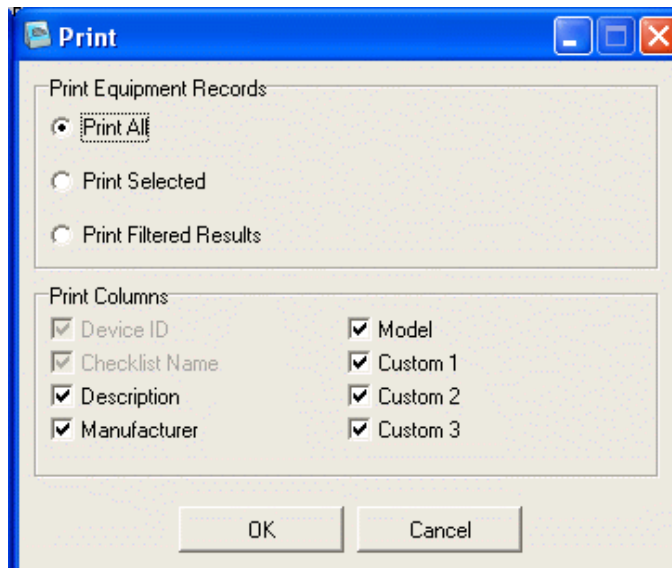 Print
Print Equipment Records
Print All
Print Selected
Print Filtered Results
Print Columns
Device ID
Checklist Name
Description
Manufacturer
Model
Custom 1
Custom 2
Custom 3
OK
Cancel